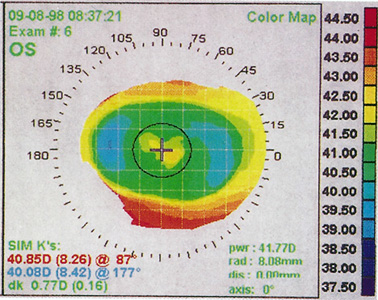 09-08-98 08:37:21
Color Map
Exam #: 6
OS
90
105
75
120
60
135
45
150
30
165
15
180
0
44.50
44.00
43.50
43.00
42.50
42.00
41.50
41.00
40.50
40.00
39.50
39.00
38.50
38.00
37.50
SIM K's:
40.85D (8.26) @ 87°
40.08D (8.42) @ 177°
dk 0.77D (0.16)
pwr : 41.77D
rad : 8.08mm
dis : 0.00mm
axis: 0°